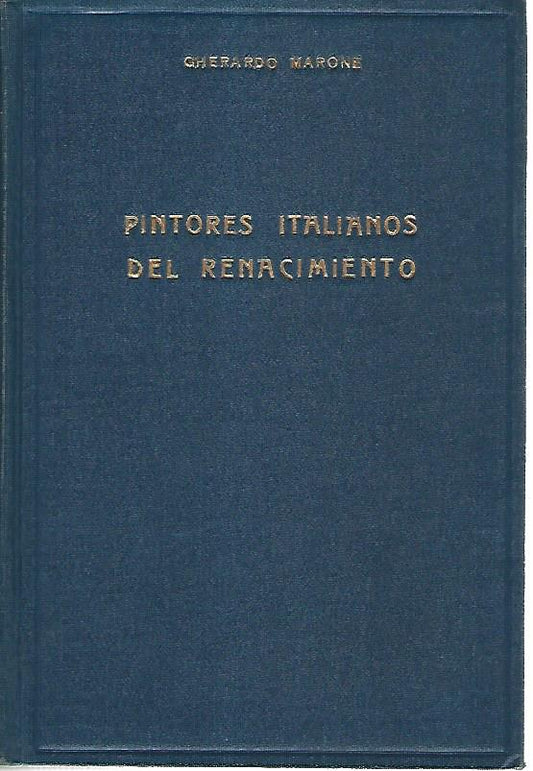 GHERARDO MARONE
PINTORES ITALIANOS
DEL RENACIMIENTO